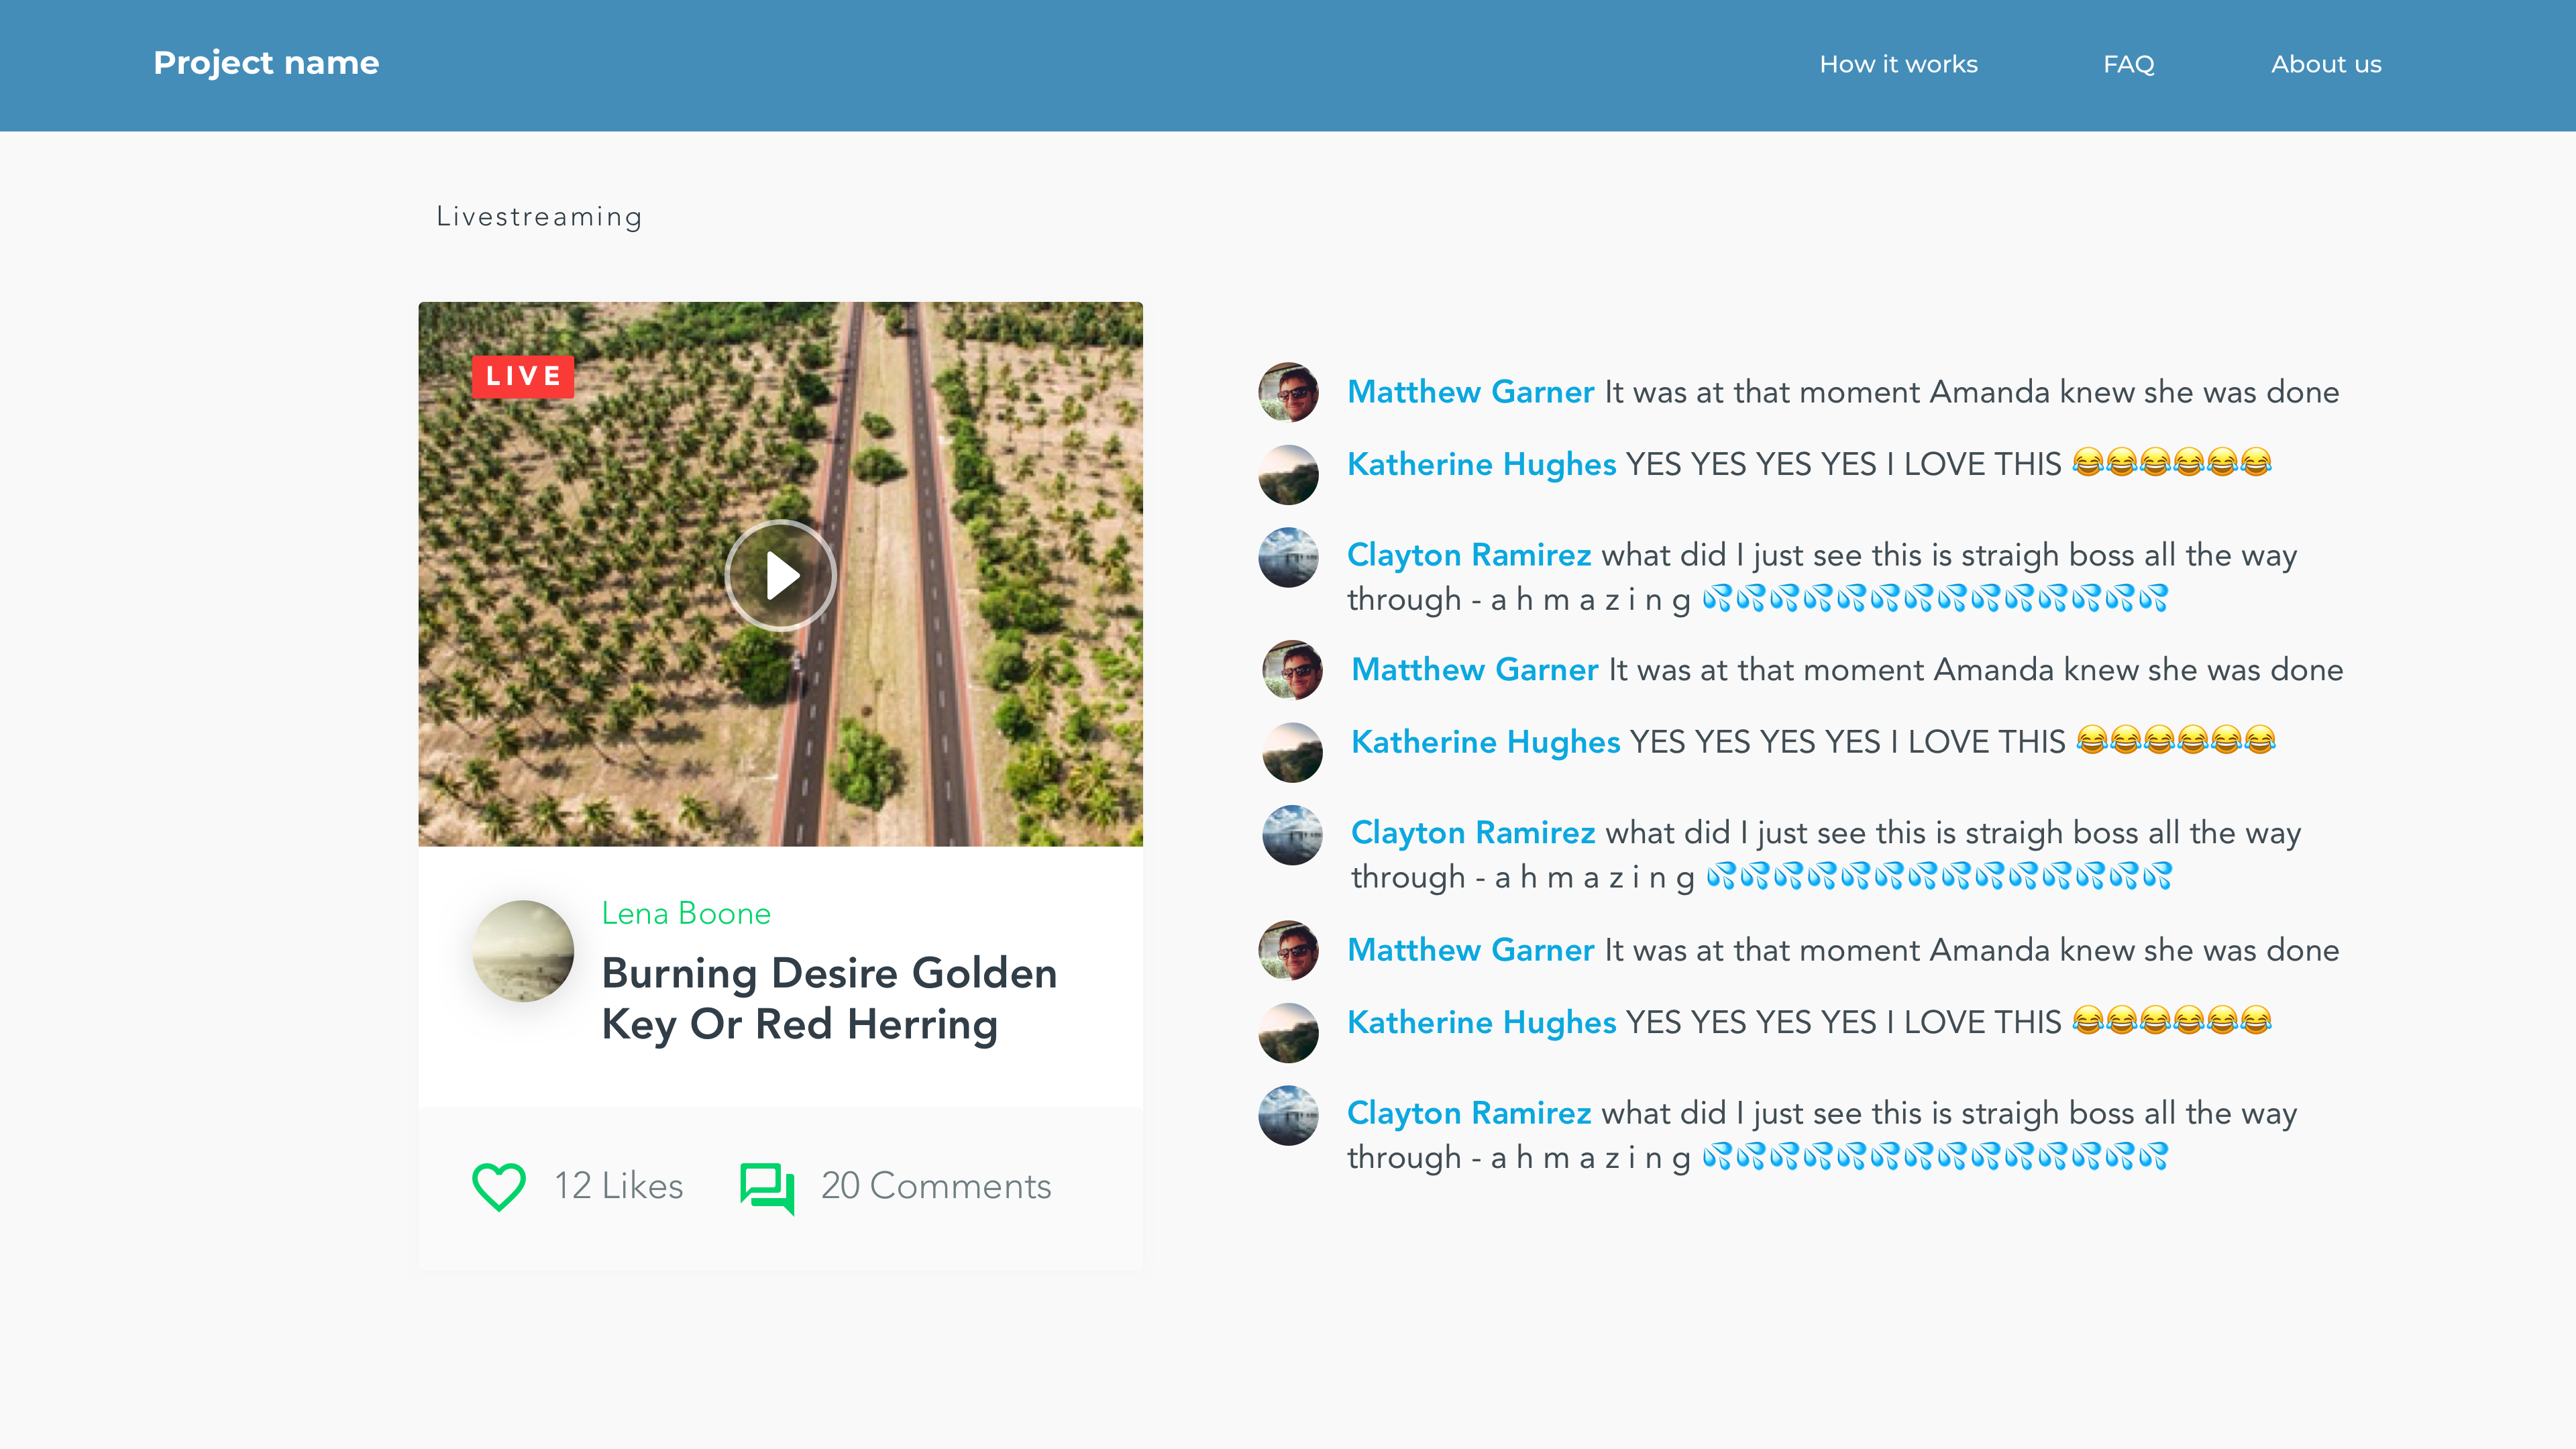 Project name
How it works
FAQ
About us
Livestreaming
LIVE
Lena Boone
Burning Desire Golden
Key Or Red Herring
12 Likes
20 Comments
Matthew Garner It was at that moment Amanda knew she was done
Katherine Hughes YES YES YES YES I LOVE THIS 😂😂😂😂😂😂
Clayton Ramirez what did I just see this is straigh boss all the way
through - a h m a z i n g 💦💦💦💦💦💦💦💦💦💦💦💦💦💦
Matthew Garner It was at that moment Amanda knew she was done
Katherine Hughes YES YES YES YES I LOVE THIS 😂😂😂😂😂😂
Clayton Ramirez what did I just see this is straigh boss all the way
through - a h m a z i n g 💦💦💦💦💦💦💦💦💦💦💦💦💦💦
Matthew Garner It was at that moment Amanda knew she was done
Katherine Hughes YES YES YES YES I LOVE THIS 😂😂😂😂😂😂
Clayton Ramirez what did I just see this is straigh boss all the way
through - a h m a z i n g 💦💦💦💦💦💦💦💦💦💦💦💦💦💦